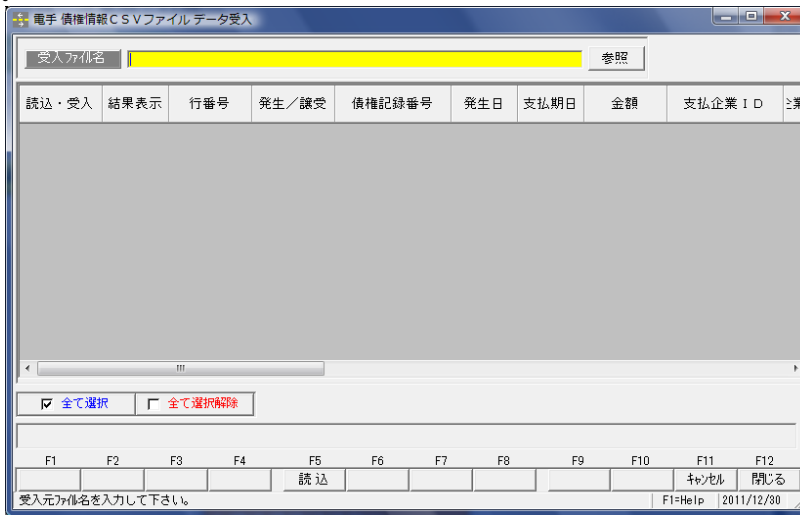 電手 債権情報ＣＳＶファイル データ受入
受入ﾌｧｲﾙ名 参照
読込・受入 結果表示 行番号 発生／譲受 債権記録番号 発生日 支払期日 金額 支払企業ＩＤ
全て選択 全て選択解除
F1 F2 F3 F4 F5 F6 F7 F8 F9 F10 F11 F12
読込 ｷｬﾝｾﾙ 閉じる
受入元ﾌｧｲﾙ名を入力して下さい。 F1=Help 2011/12/30